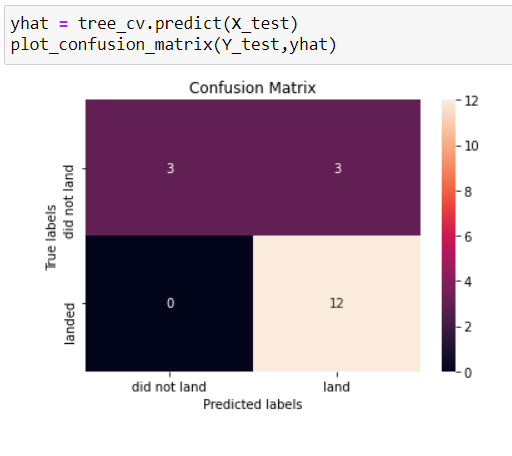 yhat = tree_cv.predict(X_test)
plot_confusion_matrix(Y_test,yhat)
Confusion Matrix
True labels
did not land
landed
3
3
0
12
did not land
land
Predicted labels
12
10
8
6
4
2
0